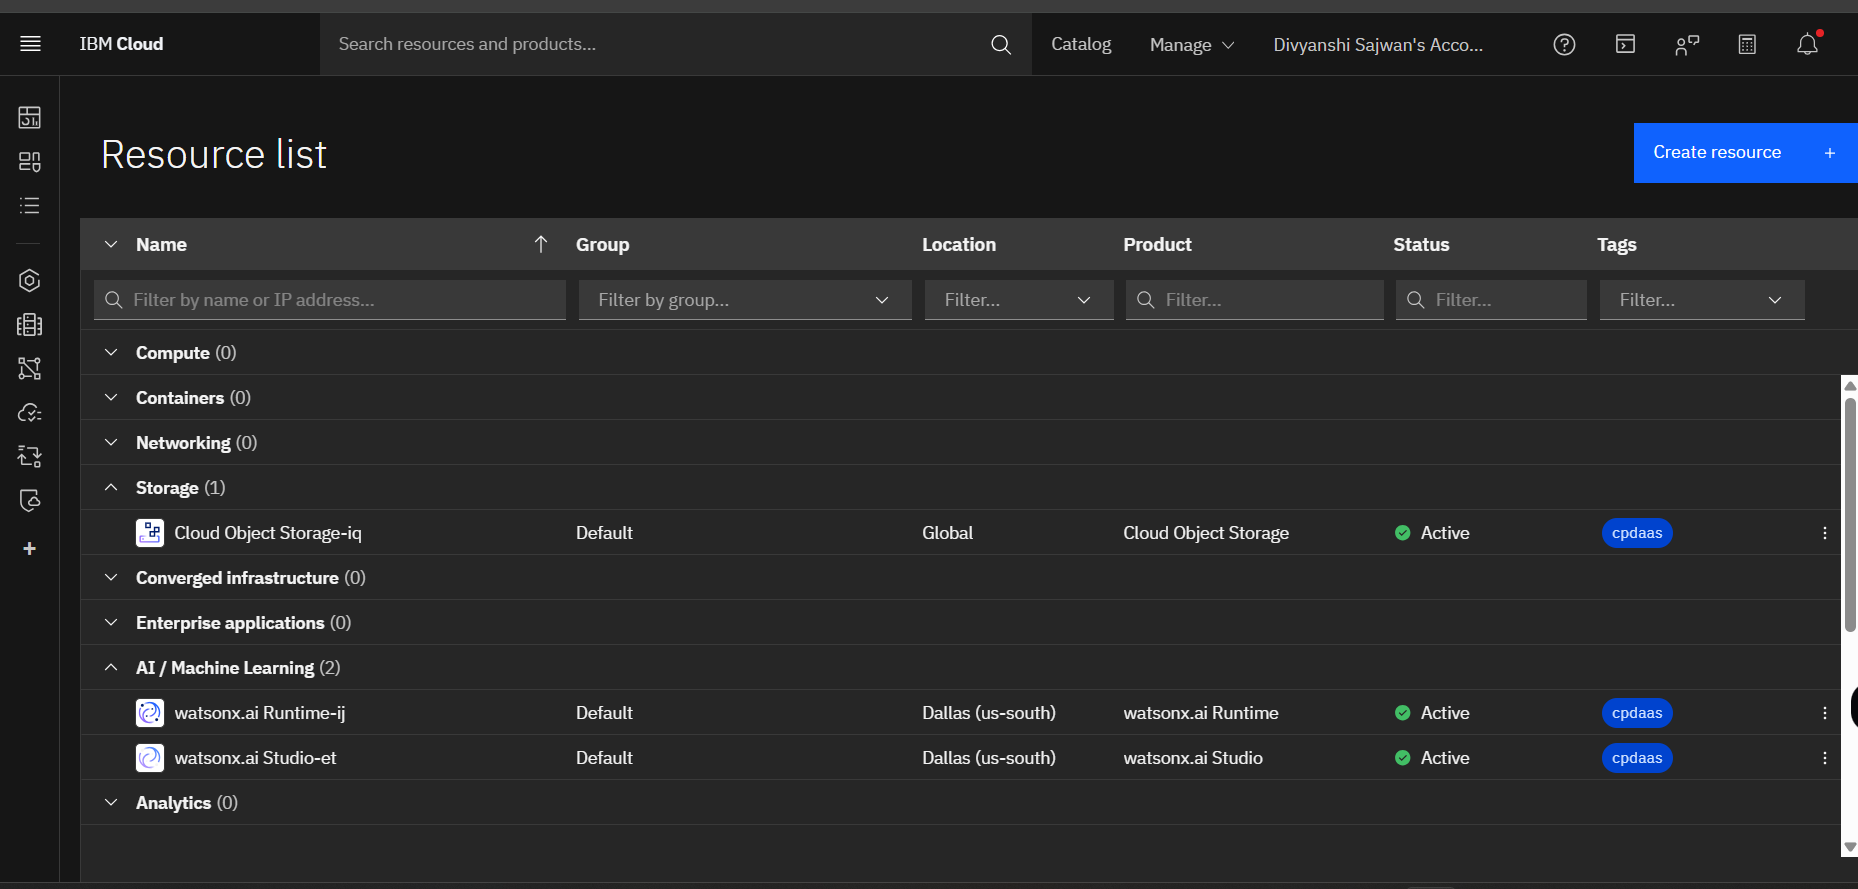 IBM Cloud
Search resources and products...
Catalog
Manage
Divyanshi Sajwan's Acco...
Resource list
Create resource +
Name Group Location Product Status Tags
Filter by name or IP address... Filter by group... Filter... Filter... Filter... Filter...
Compute (0)
Containers (0)
Networking (0)
Storage (1)
Cloud Object Storage-iq Default Global Cloud Object Storage Active cpdaas
Converged infrastructure (0)
Enterprise applications (0)
AI / Machine Learning (2)
watsonx.ai Runtime-ij Default Dallas (us-south) watsonx.ai Runtime Active cpdaas
watsonx.ai Studio-et Default Dallas (us-south) watsonx.ai Studio Active cpdaas
Analytics (0)